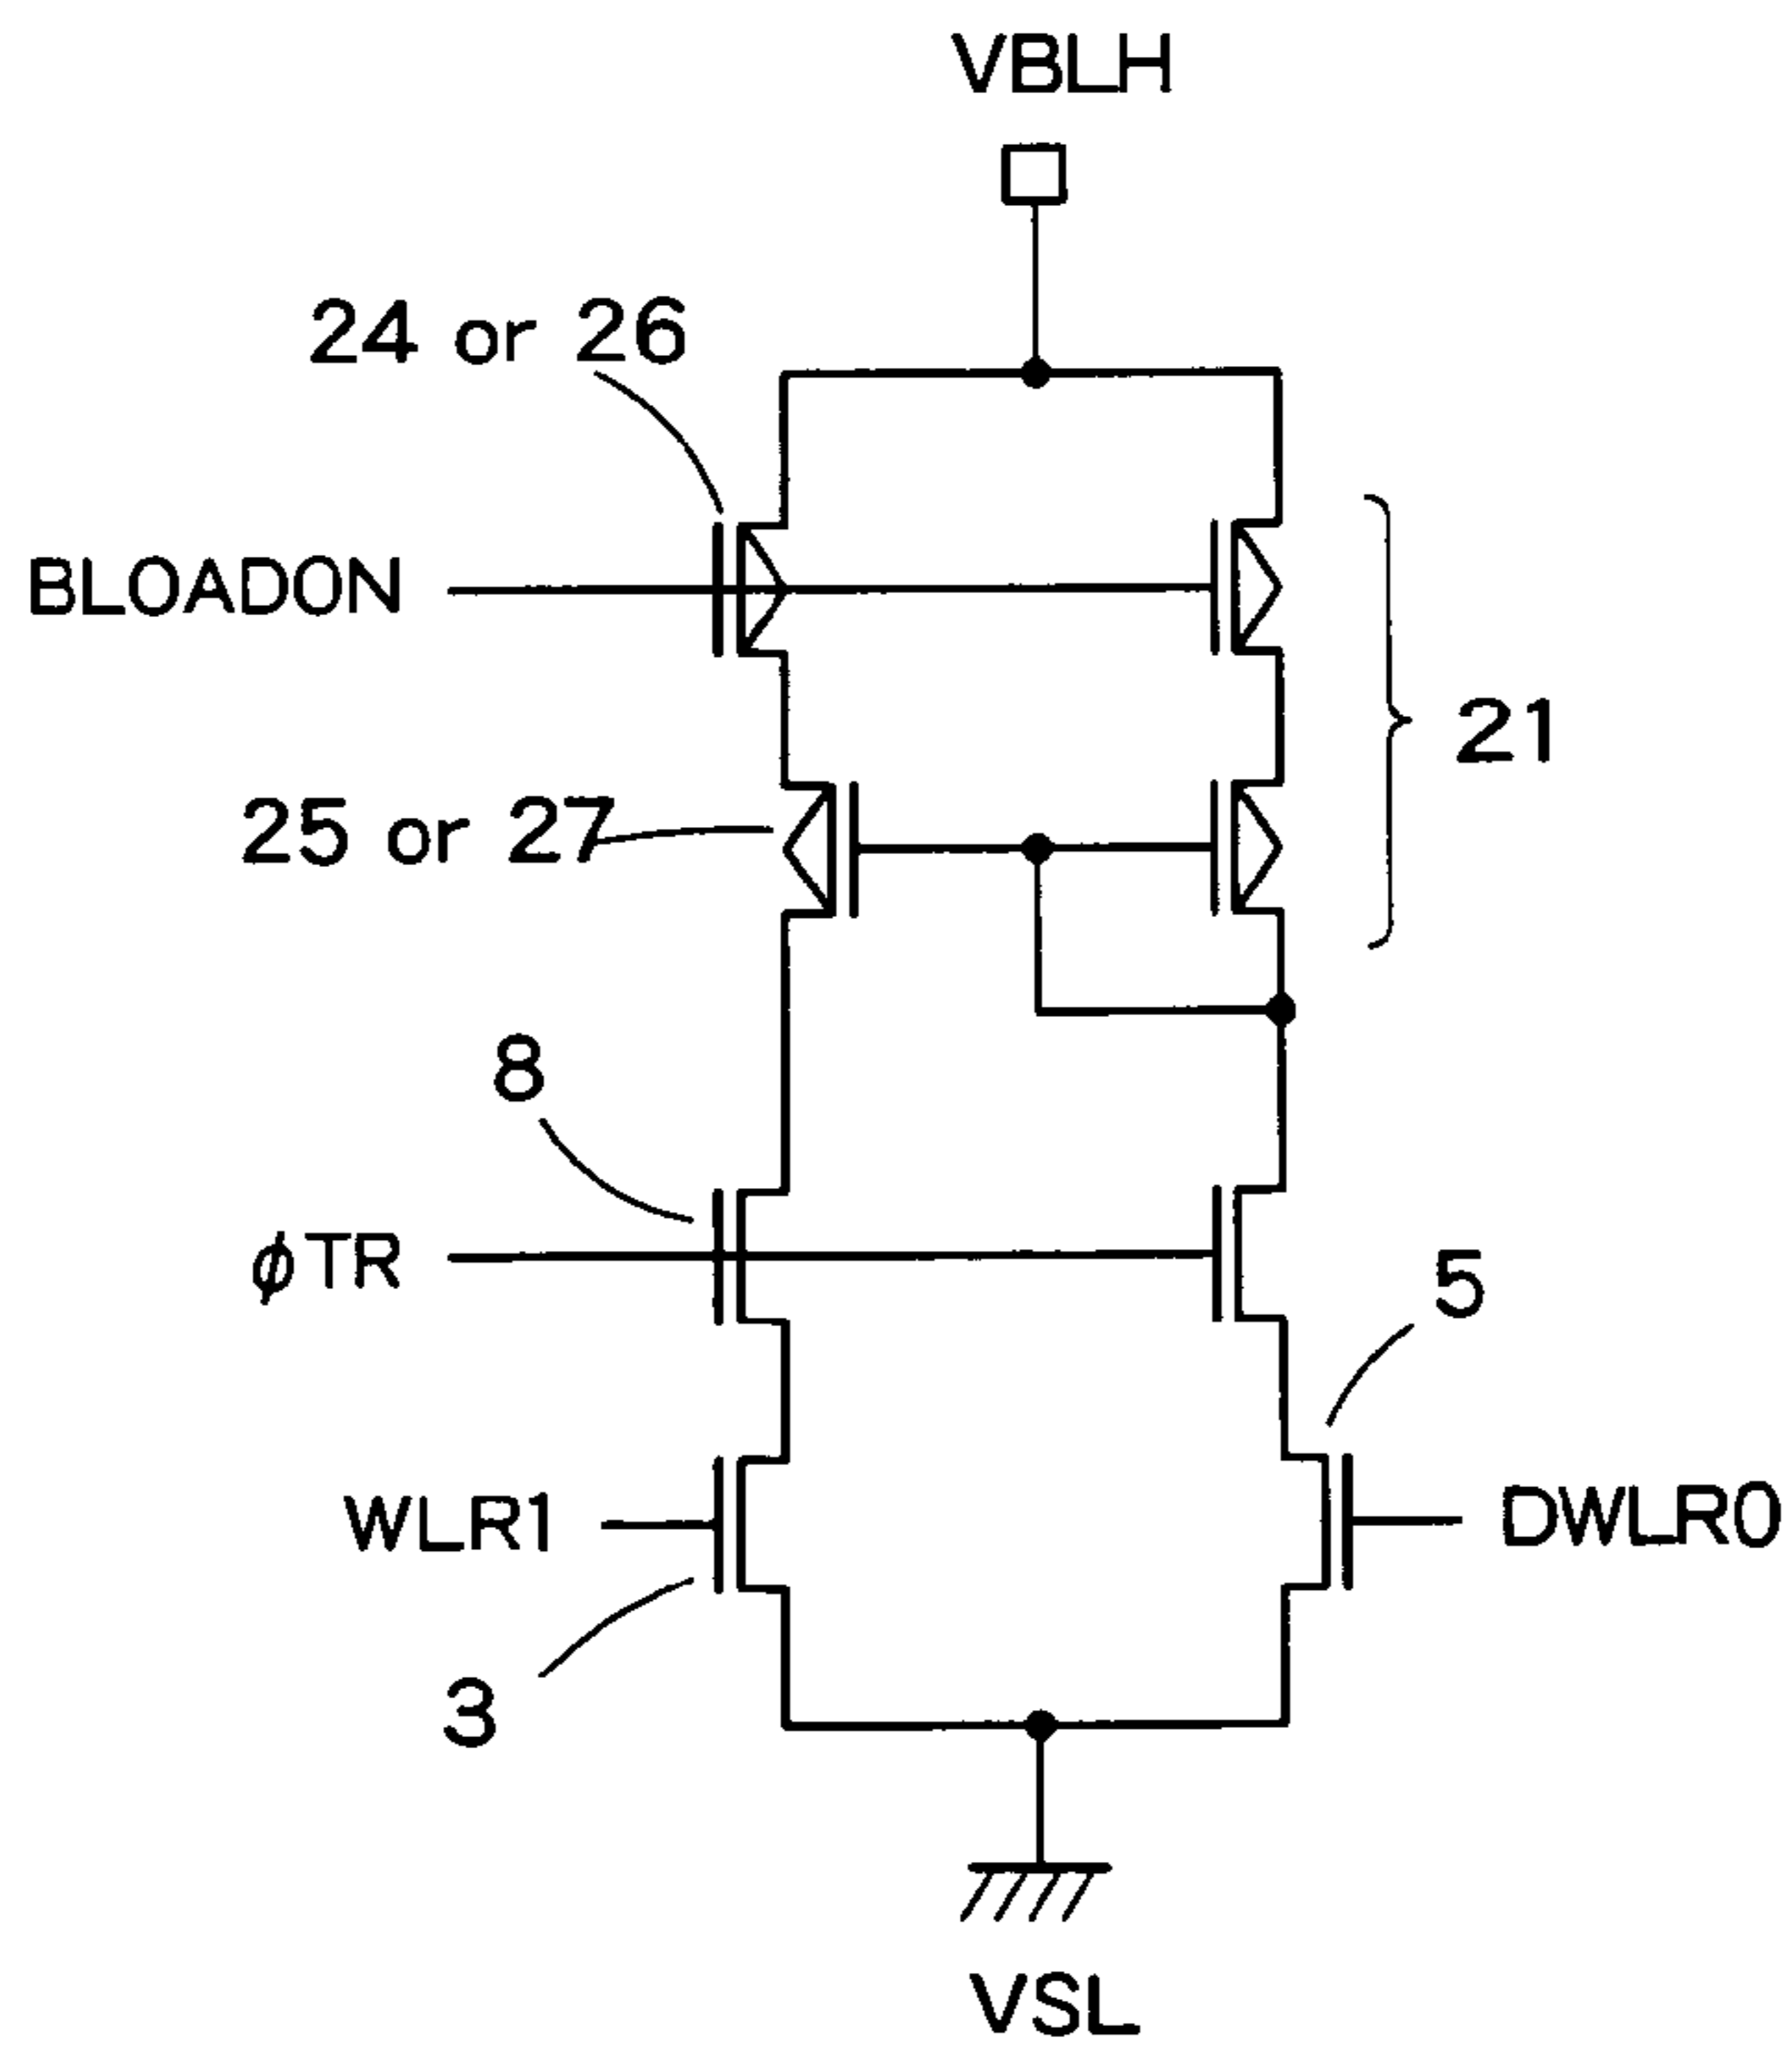 VBLH
24 or 26
BLOADON
21
25 or 27
8
φTR
5
WLR1
DWLR0
3
VSL